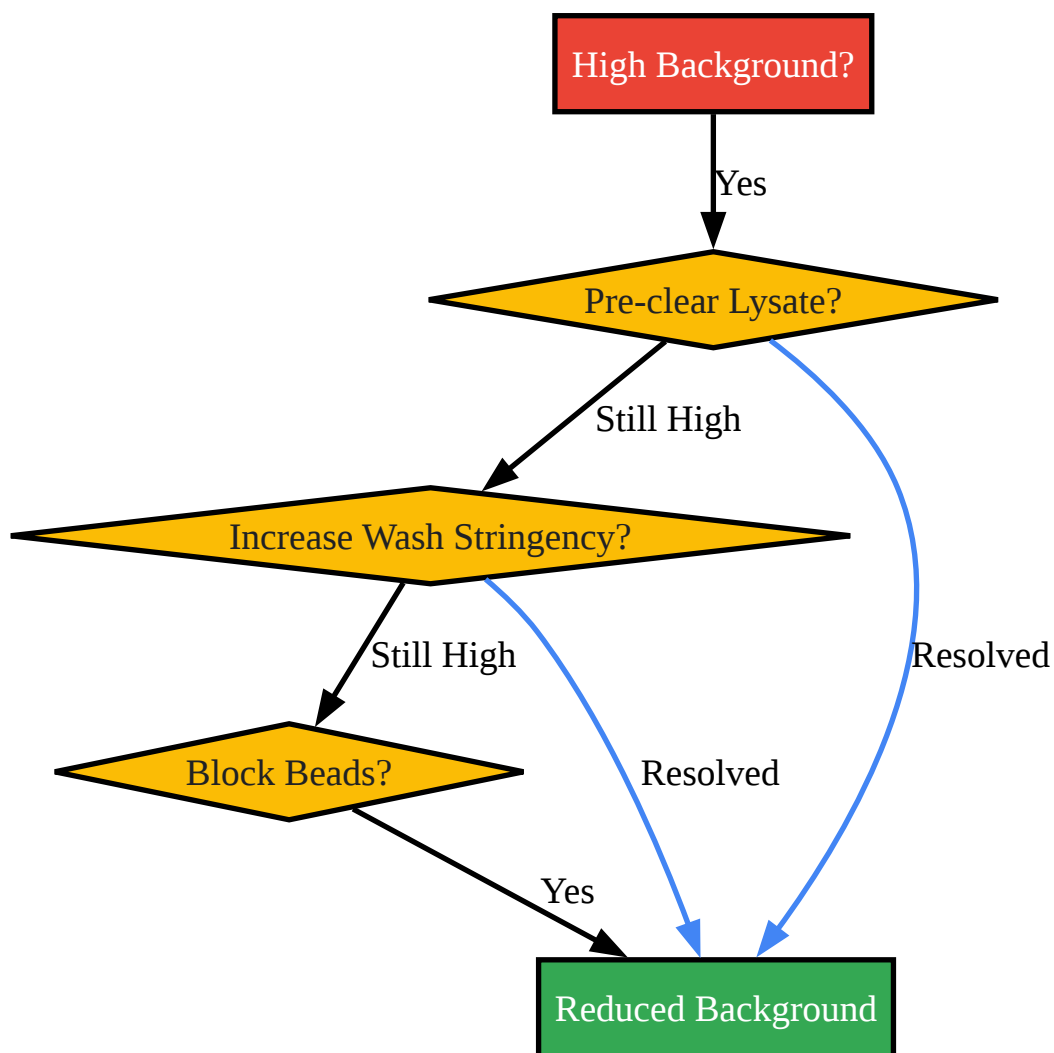 High Background?
Yes
Pre-clear Lysate?
Still High
Increase Wash Stringency?
Still High
Resolved
Block Beads?
Resolved
Yes
Reduced Background